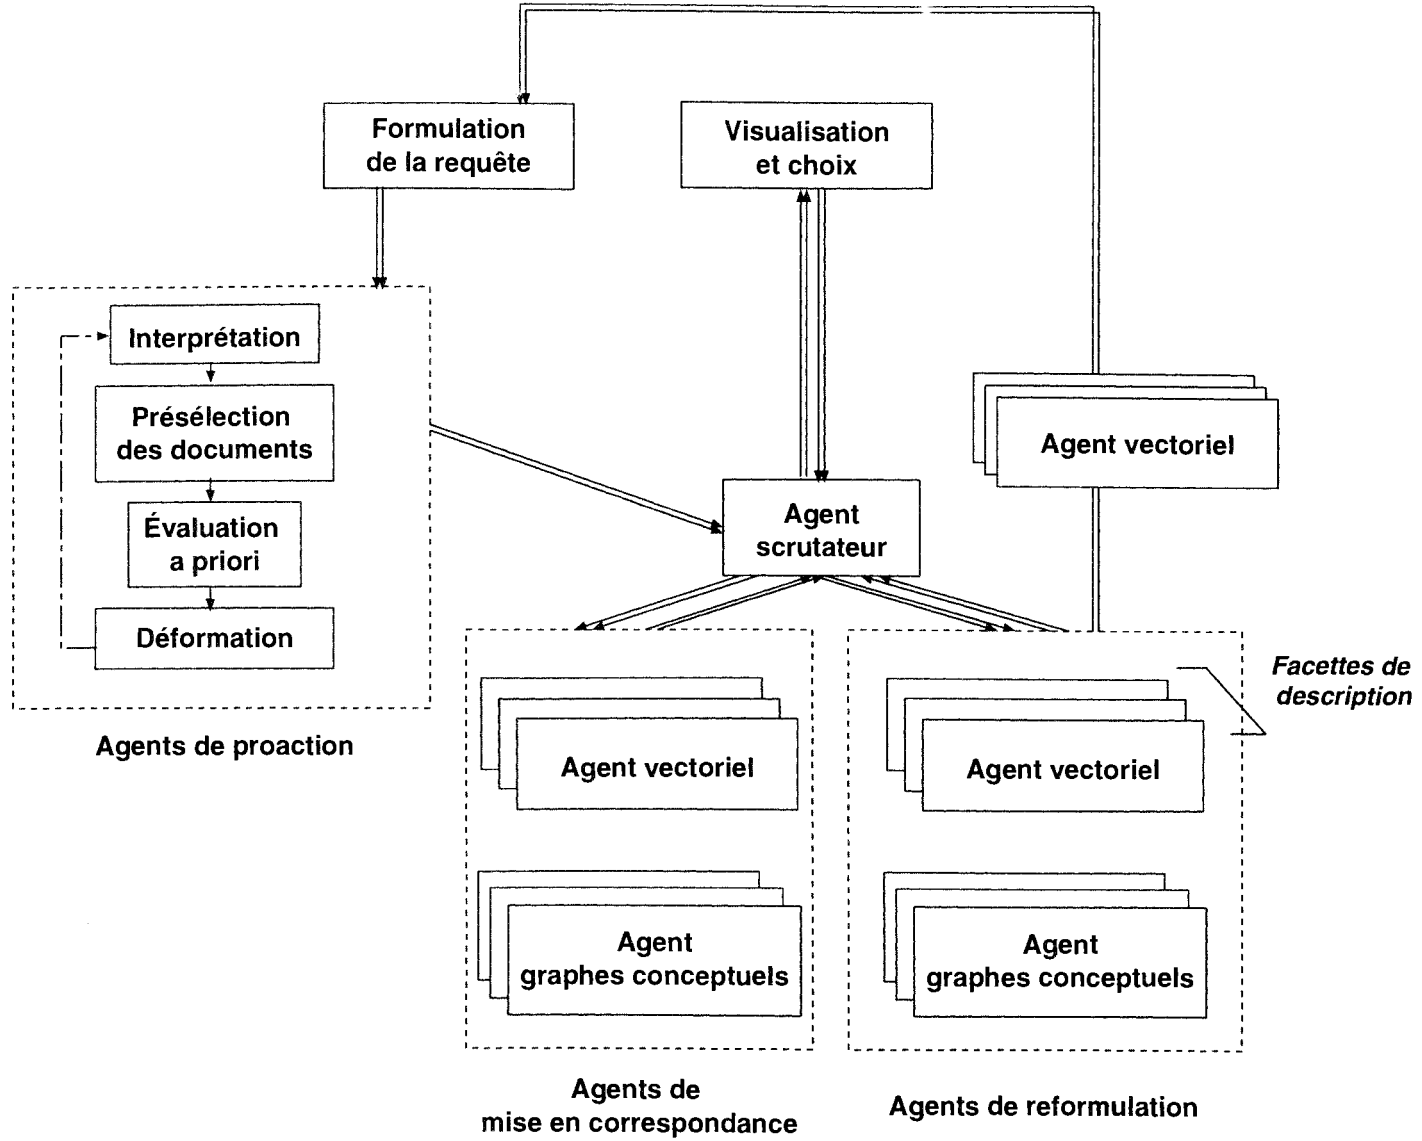 Formulation
de la requête
Visualisation
et choix
Interprétation
Présélection
des documents
Évaluation
a priori
Déformation
Agents de proaction
Agent vectoriel
Agent
scrutateur
Facettes de
description
Agent vectoriel
Agent
graphes conceptuels
Agents de
mise en correspondance
Agent vectoriel
Agent
graphes conceptuels
Agents de reformulation